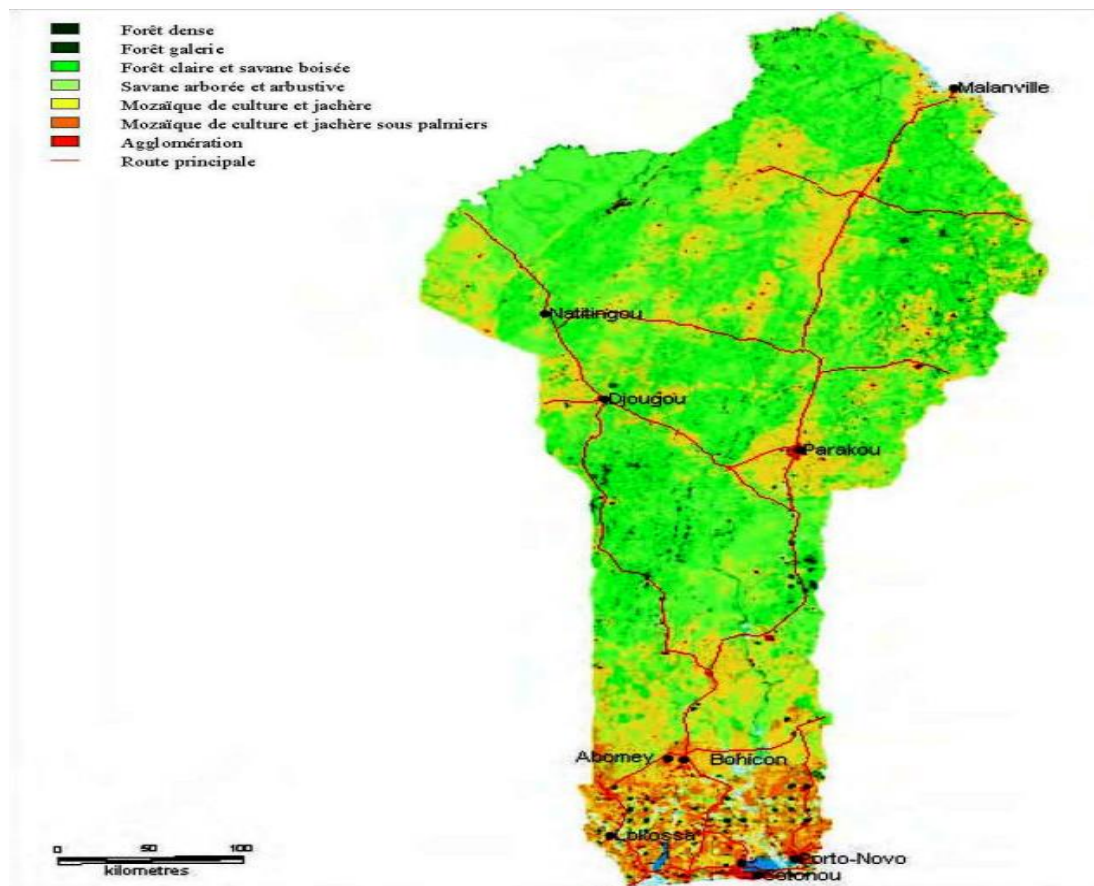 Forêt dense
Forêt galerie
Forêt claire et savane boisée
Savane arborée et arbustive
Mozaïque de culture et jachère
Mozaïque de culture et jachère sous palmiers
Agglomération
Route principale
Malanville
Natitingou
Djougou
Parakou
Abomey Bohicon
Lokossa
Porto-Novo
Cotonou
0 50 100
kilometres